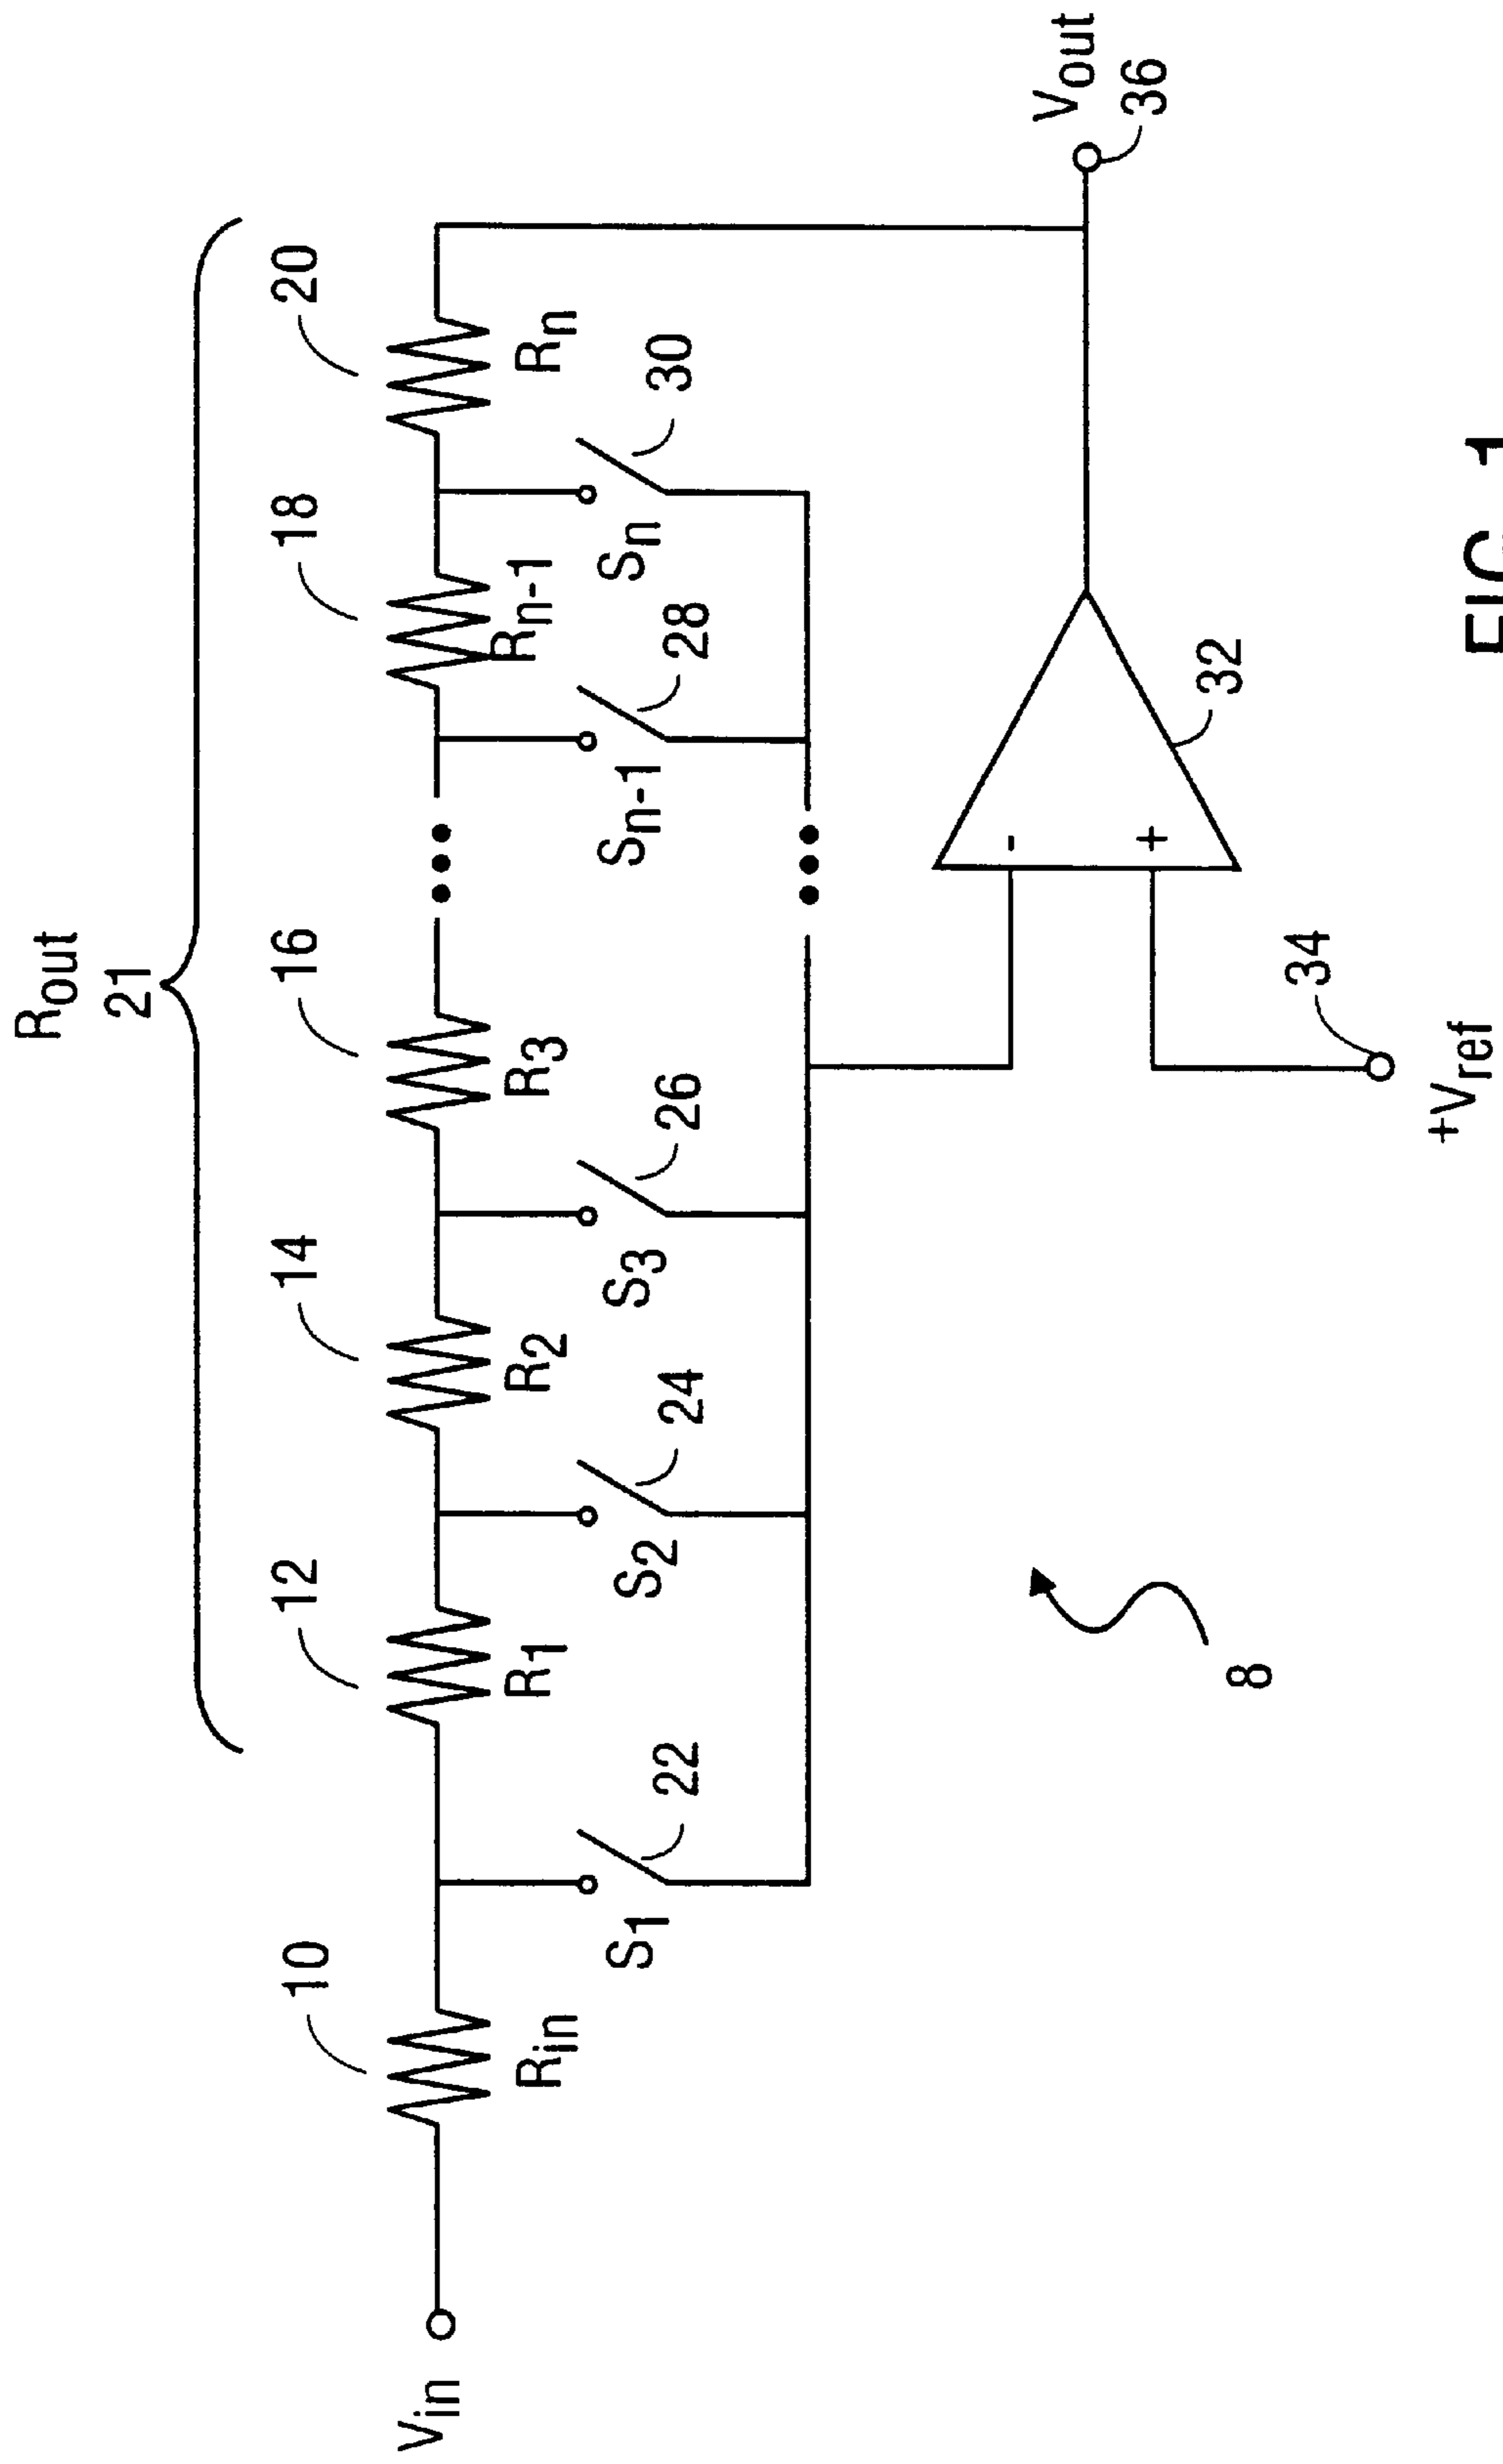 Rout
21
10
12
14
16
18
20
Vin
Rin
R1
R2
R3
Rn-1
Rn
S1
22
S2
24
S3
26
Sn-1
28
Sn
30
-
+
32
+Vref
34
Vout
36
8